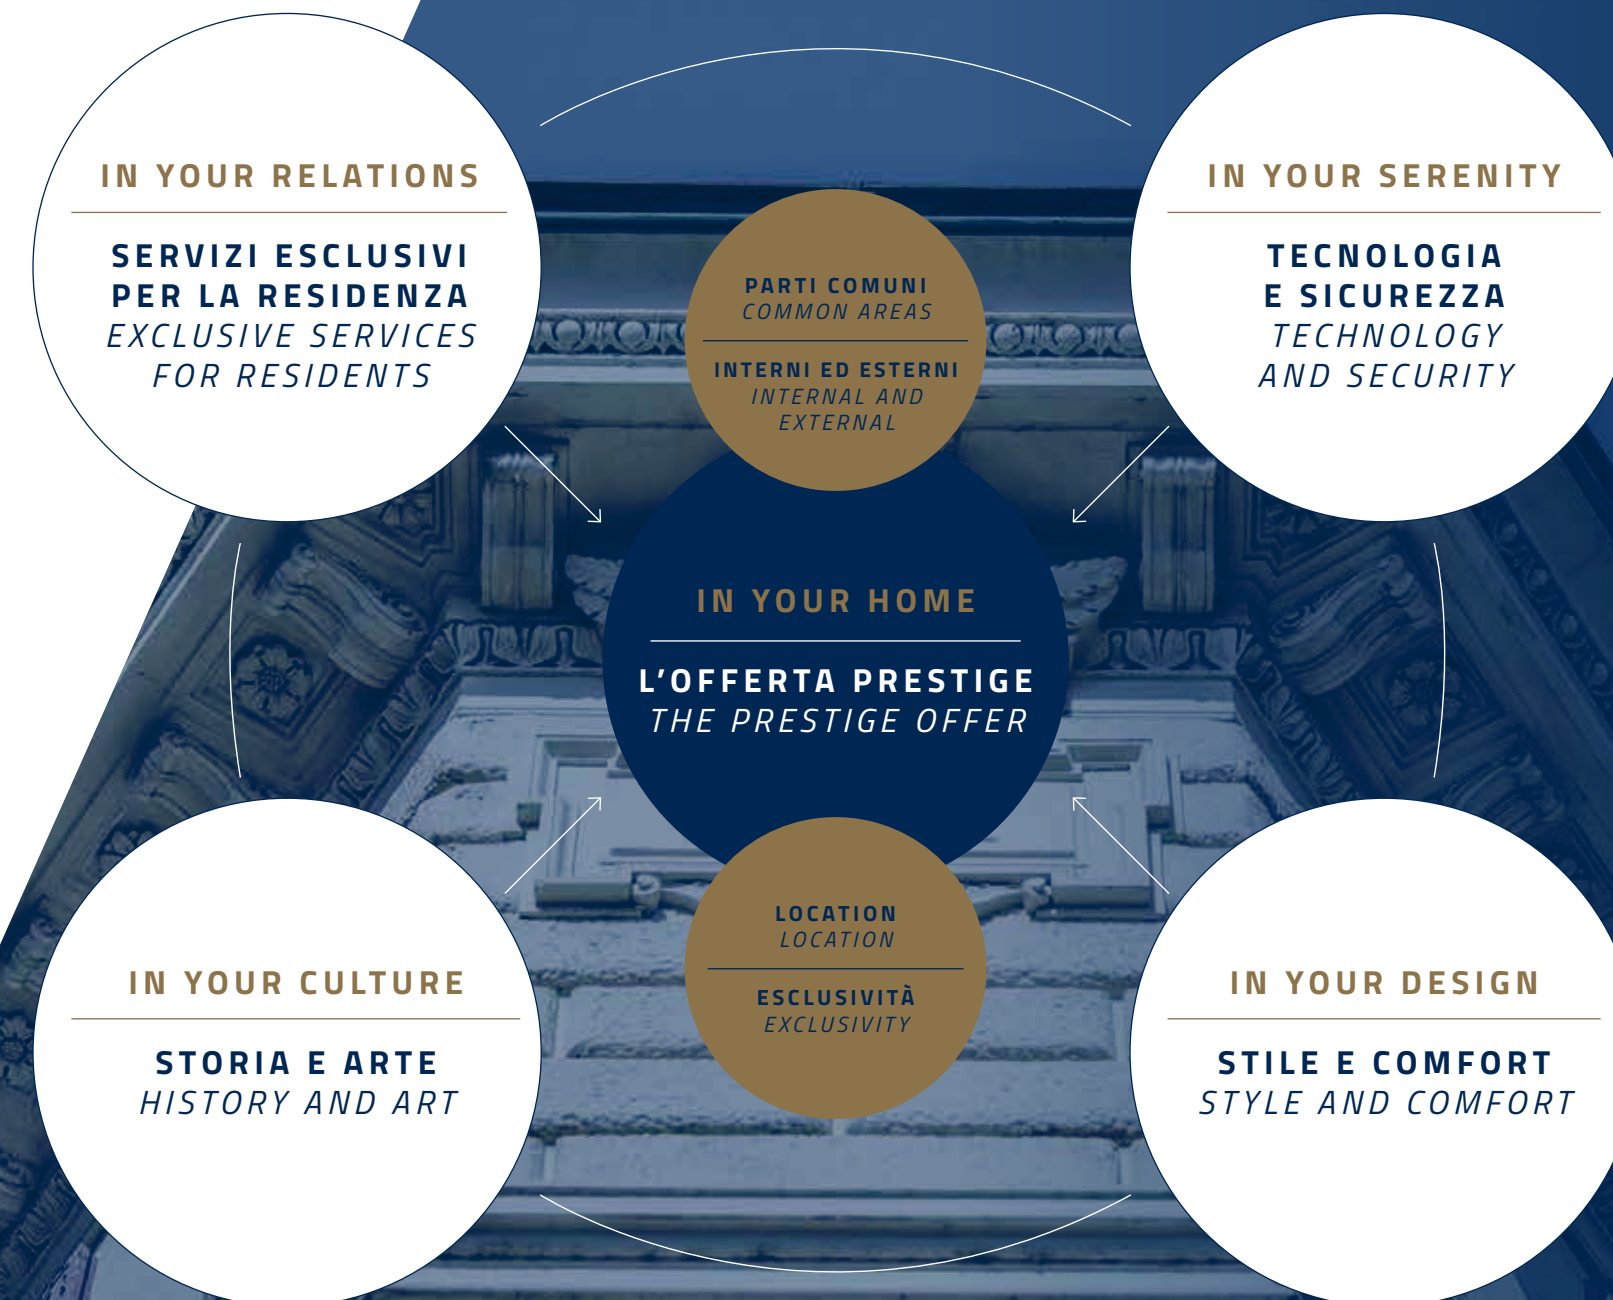 IN YOUR RELATIONS
SERVIZI ESCLUSIVI
PER LA RESIDENZA
EXCLUSIVE SERVICES
FOR RESIDENTS
IN YOUR SERENITY
TECNOLOGIA
E SICUREZZA
TECHNOLOGY
AND SECURITY
PARTI COMUNI
COMMON AREAS
INTERNI ED ESTERNI
INTERNAL AND
EXTERNAL
IN YOUR HOME
L'OFFERTA PRESTIGE
THE PRESTIGE OFFER
LOCATION
LOCATION
ESCLUSIVITÀ
EXCLUSIVITY
IN YOUR CULTURE
STORIA E ARTE
HISTORY AND ART
IN YOUR DESIGN
STILE E COMFORT
STYLE AND COMFORT